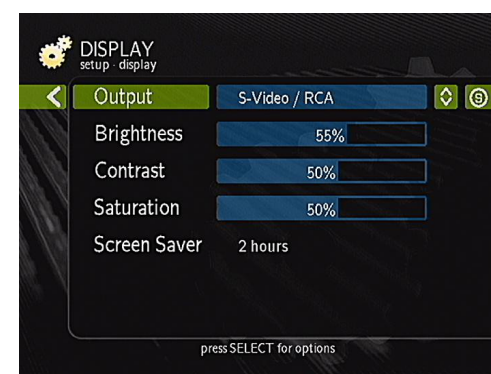 DISPLAY
setup · display
Output S-Video / RCA
Brightness 55%
Contrast 50%
Saturation 50%
Screen Saver 2 hours
press SELECT for options